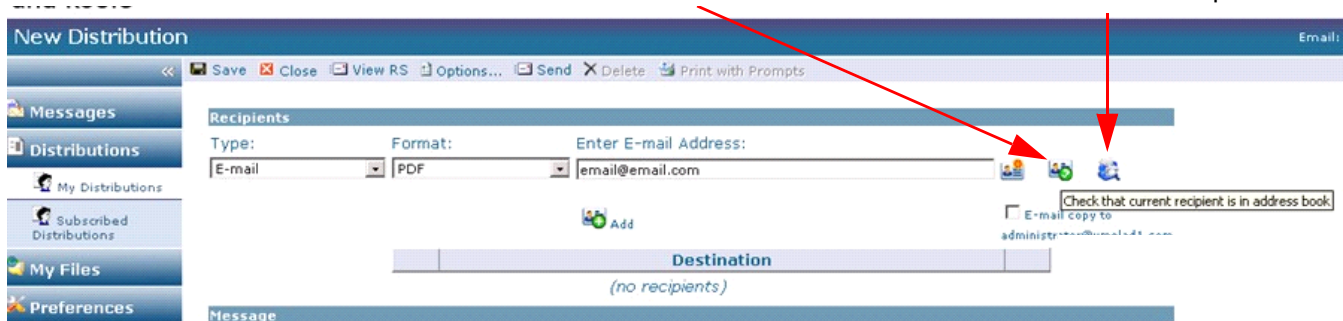 New Distribution
Email:
Save Close View RS Options... Send Delete Print with Prompts
Messages
Distributions
My Distributions
Subscribed
Distributions
My Files
Preferences
Recipients
Type: Format: Enter E-mail Address:
E-mail PDF email@email.com
Check that current recipient is in address book
Add
E-mail copy to
Destination
(no recipients)
Message